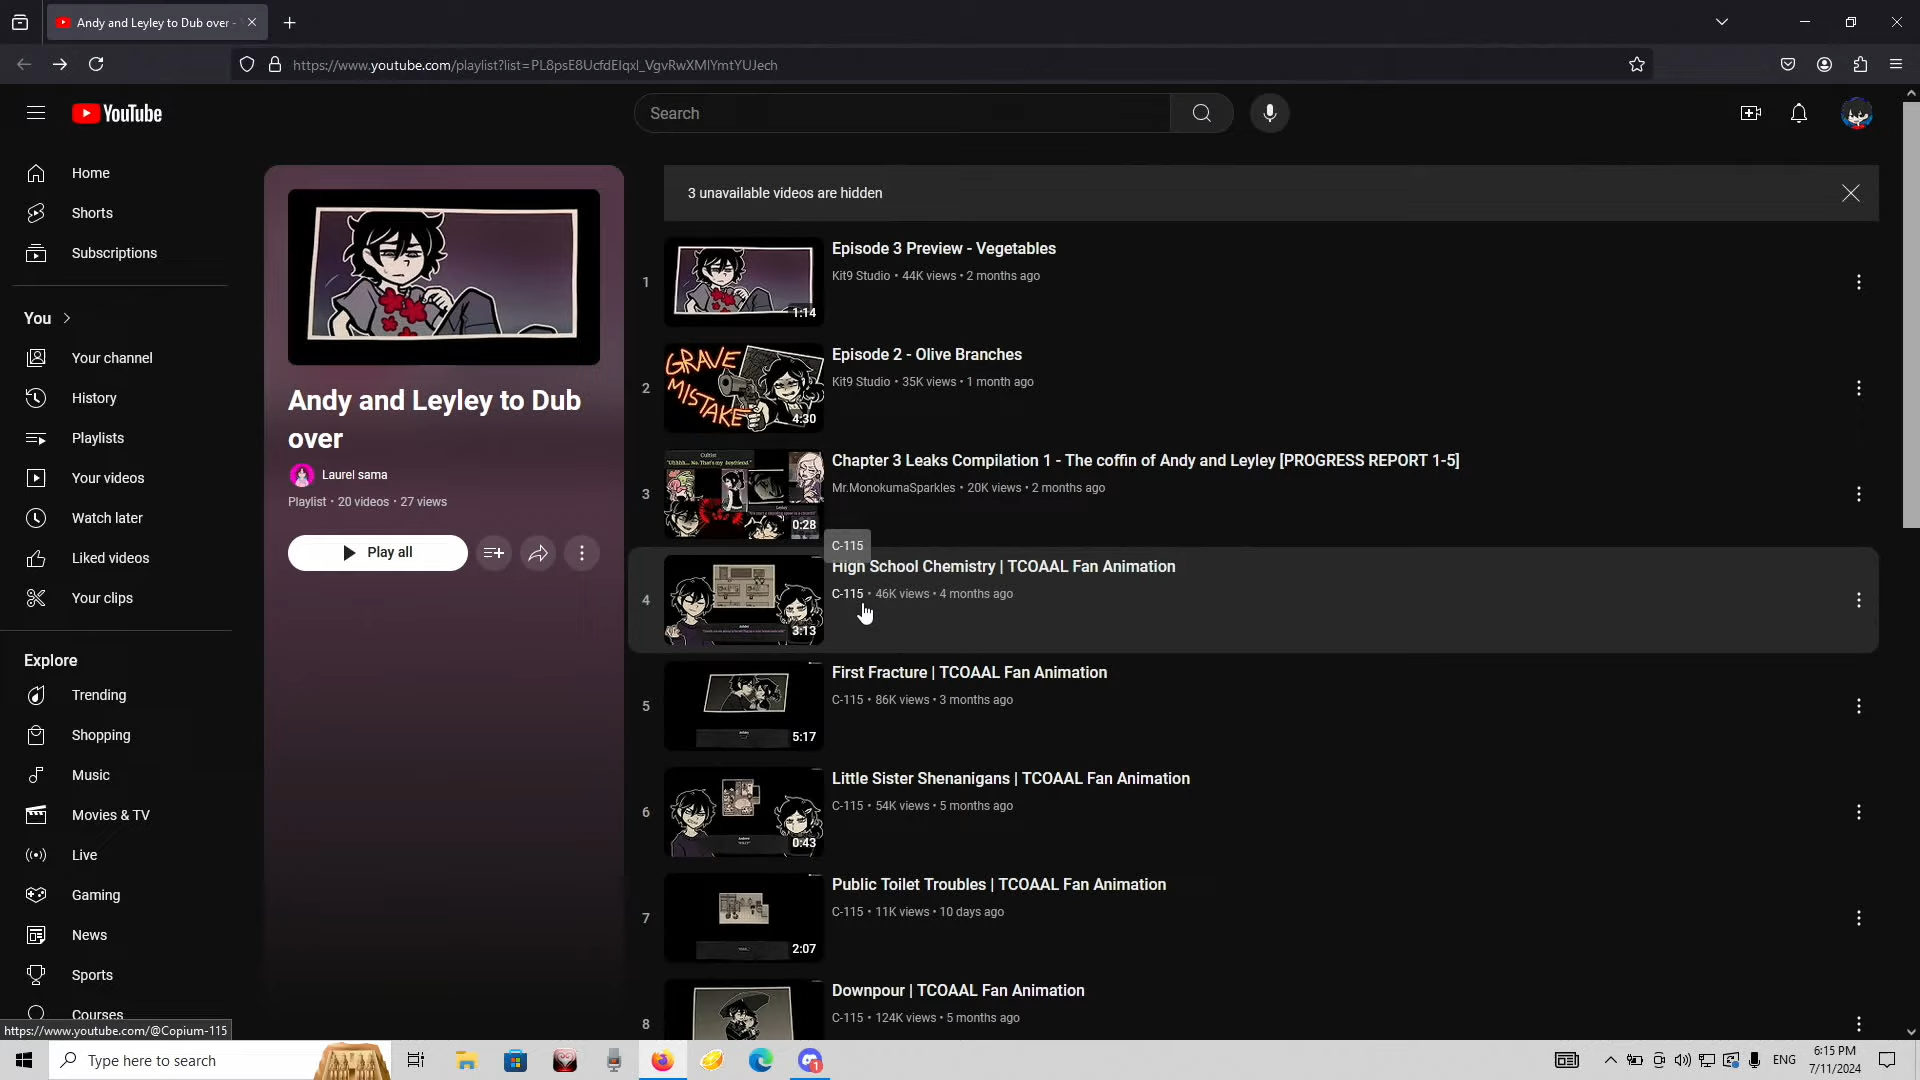 Andy and Leyley to Dub over -
https://www.youtube.com/playlist?list=PL8psE8UcfdEIqxl_VgvRwXMlYmtYUJech
YouTube
Search
Home
Shorts
Subscriptions
You
Your channel
History
Playlists
Your videos
Watch later
Liked videos
Your clips
Explore
Trending
Shopping
Music
Movies & TV
Live
Gaming
News
Sports
Courses
https://www.youtube.com/@Copium-115
Andy and Leyley to Dub
over
Laurel sama
Playlist • 20 videos • 27 views
Play all
3 unavailable videos are hidden
1
1:14
Episode 3 Preview - Vegetables
Kit9 Studio • 44K views • 2 months ago
2
GRAVE
MISTAKE
4:30
Episode 2 - Olive Branches
Kit9 Studio • 35K views • 1 month ago
3
0:28
Chapter 3 Leaks Compilation 1 - The coffin of Andy and Leyley [PROGRESS REPORT 1-5]
Mr.MonokumaSparkles • 20K views • 2 months ago
C-115
4
3:13
High School Chemistry | TCOAAL Fan Animation
C-115 • 46K views • 4 months ago
5
5:17
First Fracture | TCOAAL Fan Animation
C-115 • 86K views • 3 months ago
6
0:43
Little Sister Shenanigans | TCOAAL Fan Animation
C-115 • 54K views • 5 months ago
7
2:07
Public Toilet Troubles | TCOAAL Fan Animation
C-115 • 11K views • 10 days ago
8
Downpour | TCOAAL Fan Animation
C-115 • 124K views • 5 months ago
Type here to search
1
ENG
6:15 PM
7/11/2024